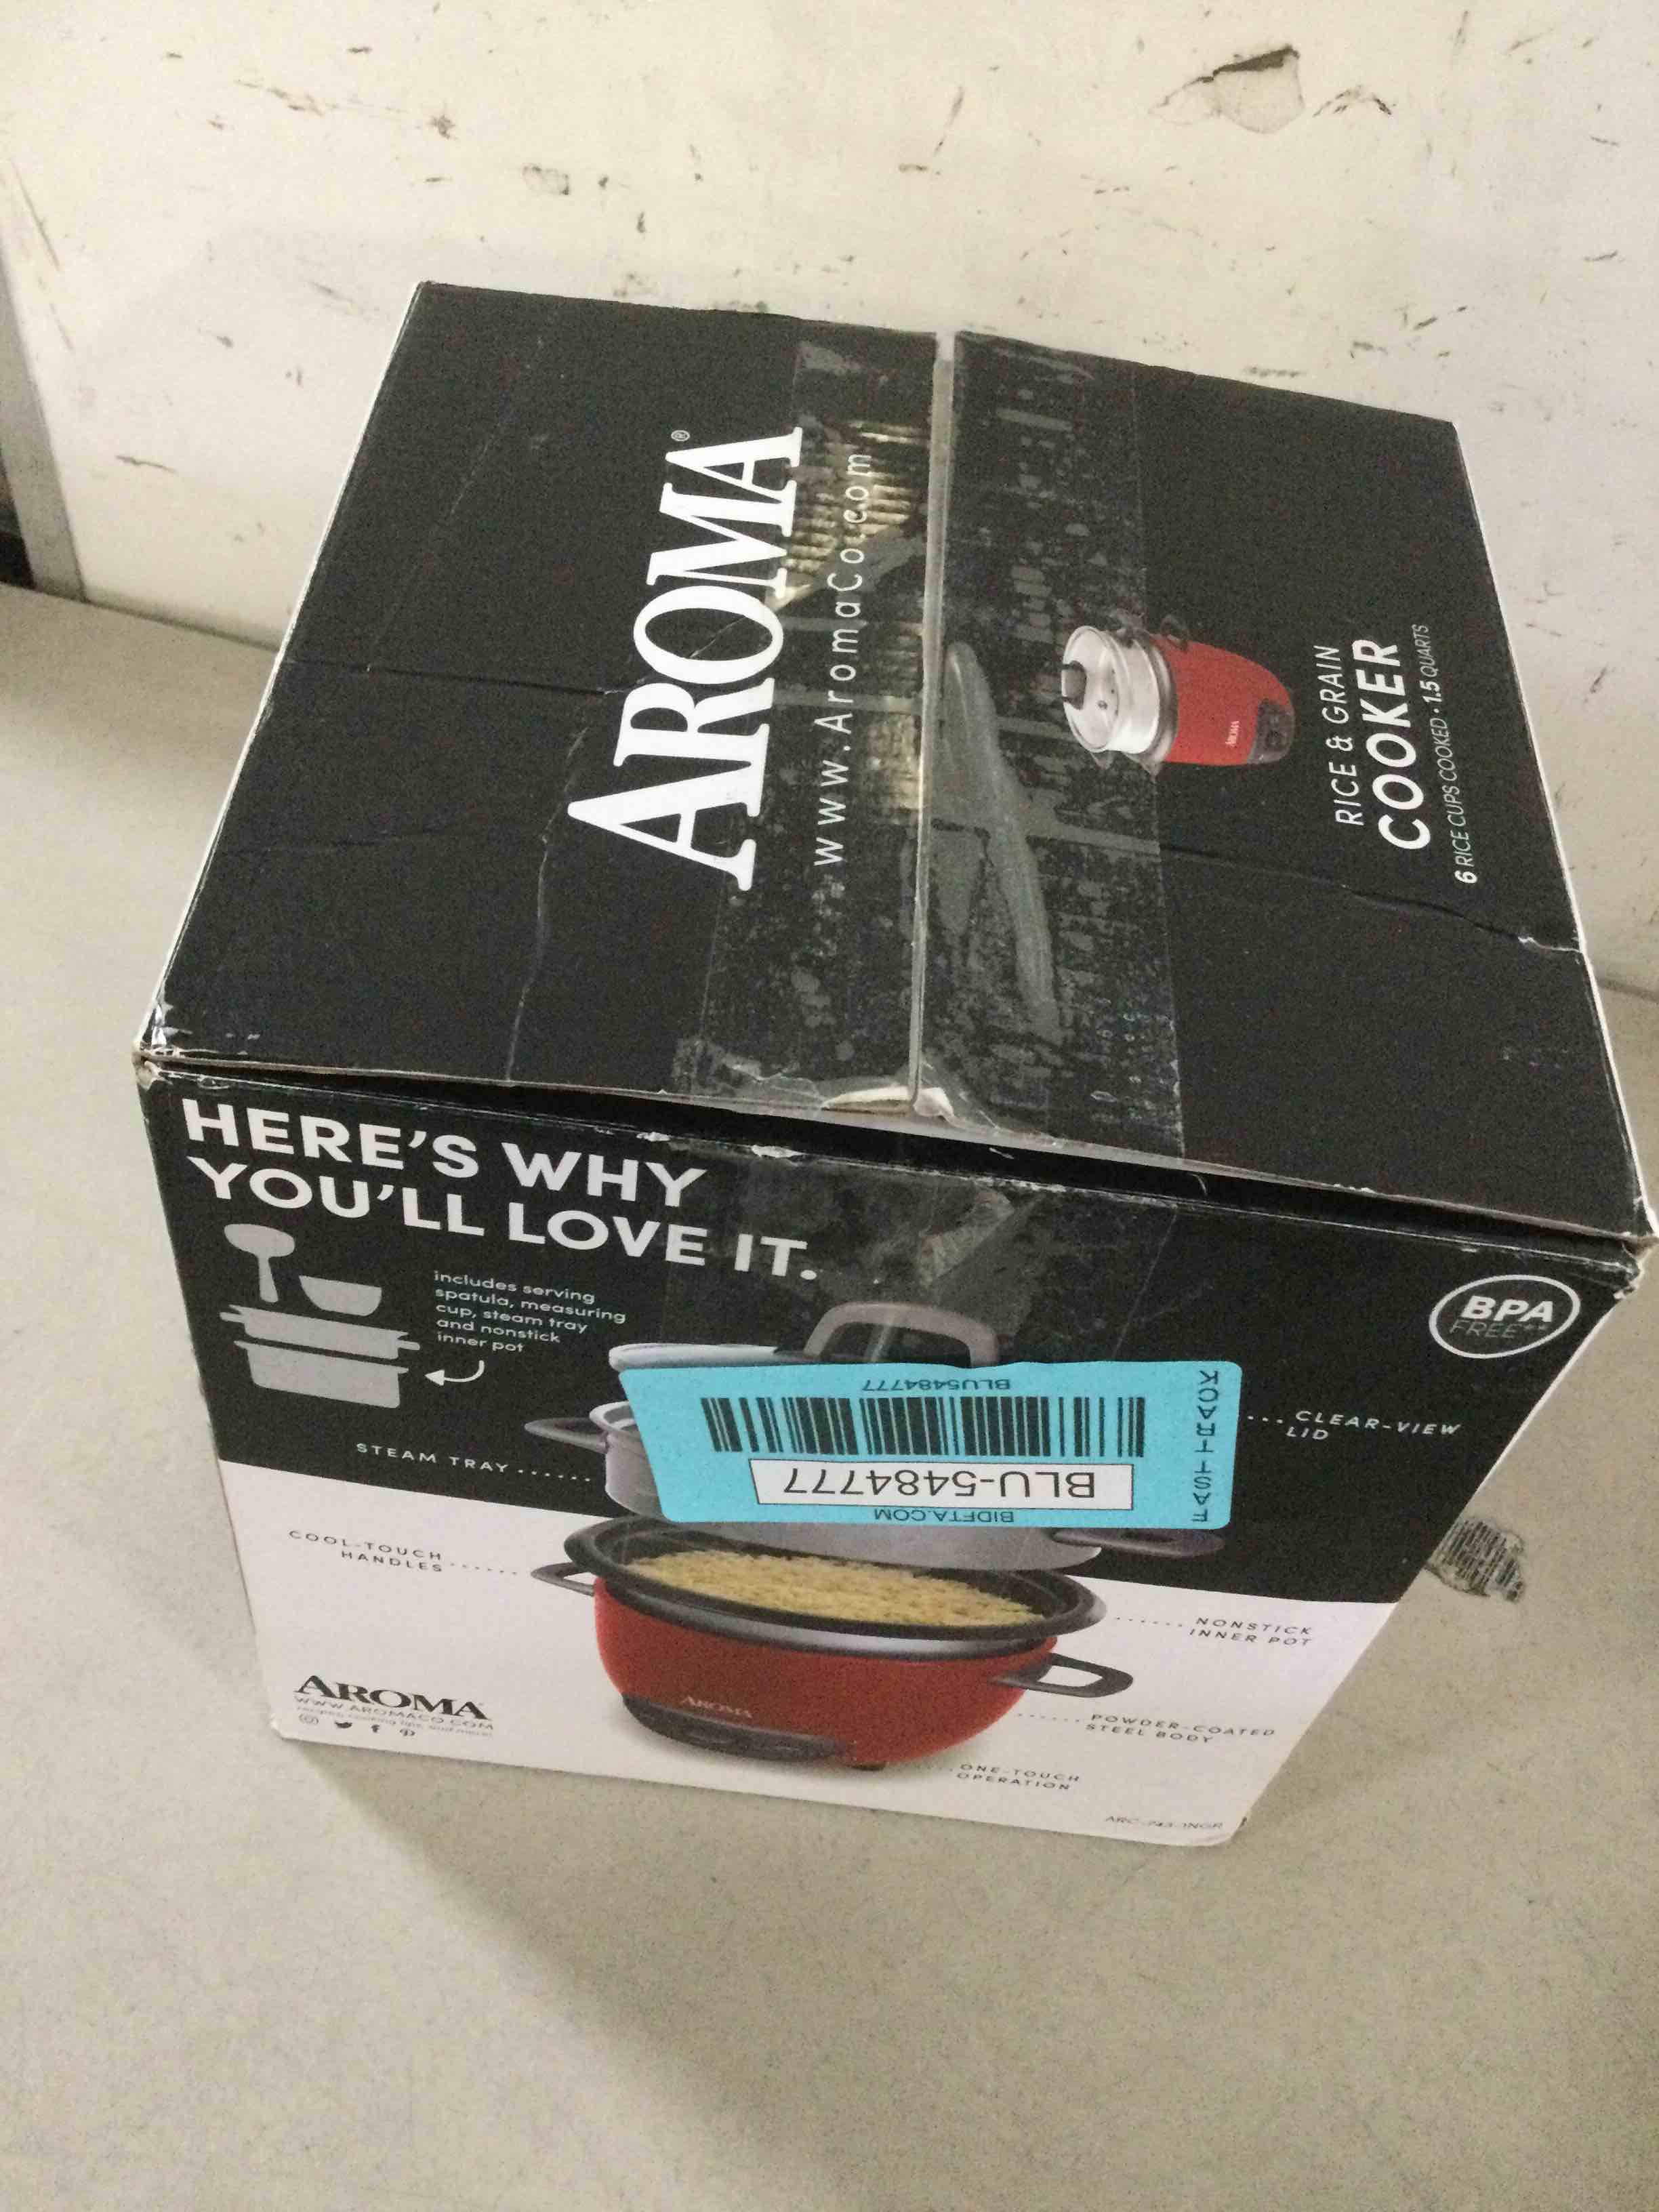 AROMA®
www.AromaCo.com
AROMA
RICE & GRAIN
COOKER
6 RICE CUPS COOKED · 1.5 QUARTS
HERE'S WHY
YOU'LL LOVE IT.
includes serving
spatula, measuring
cup, steam tray
and nonstick
inner pot
BPA
FREE**
STEAM TRAY
CLEAR-VIEW
LID
BIDFTA.COM
BLU-5484777
BLU5484777
FASTTRACK
COOL-TOUCH
HANDLES
NONSTICK
INNER POT
AROMA
POWDER-COATED
STEEL BODY
ONE-TOUCH
OPERATION
AROMA
WWW.AROMACO.COM